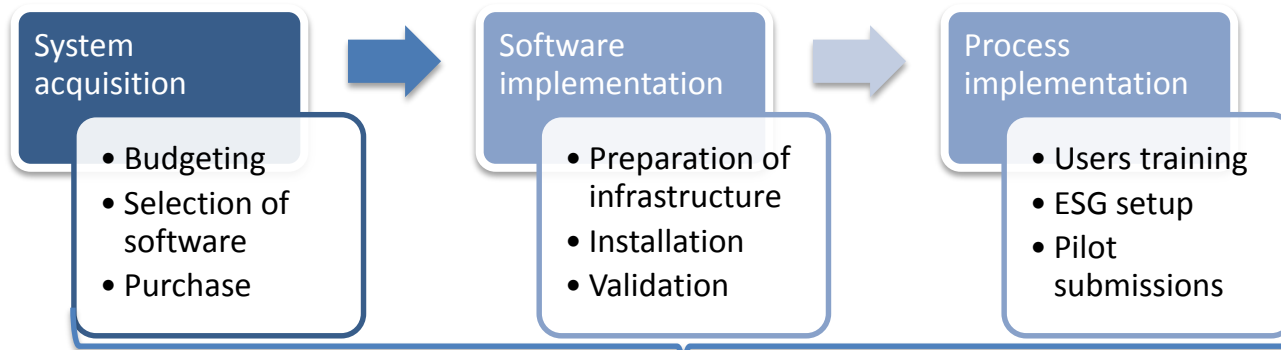 System
acquisition
• Budgeting
• Selection of
software
• Purchase
Software
implementation
• Preparation of
infrastructure
• Installation
• Validation
Process
implementation
• Users training
• ESG setup
• Pilot
submissions